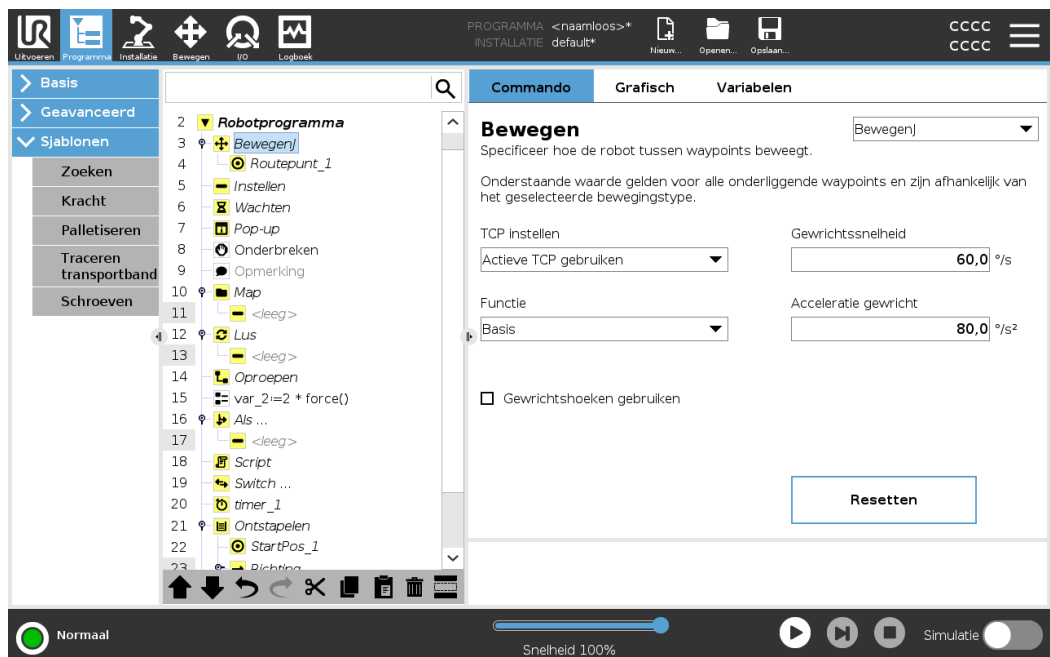 PROGRAMMA <naamloos>*
INSTALLATIE default*
CCCC
CCCC
Uitvoeren Programma Installatie Bewegen I/O Logboek Nieuw... Openen... Opslaan...
Basis
Geavanceerd
Sjablonen
Zoeken
Kracht
Palletiseren
Traceren
transportband
Schroeven
2 Robotprogramma
3 BewegenJ
4 Routepunt_1
5 Instellen
6 Wachten
7 Pop-up
8 Onderbreken
9 Opmerking
10 Map
11 <leeg>
12 Lus
13 <leeg>
14 Oproepen
15 var_2:=2 * force()
16 Als ...
17 <leeg>
18 Script
19 Switch ...
20 timer_1
21 Ontstapelen
22 StartPos_1
23 Richting
Commando Grafisch Variabelen
Bewegen
BewegenJ
Specificeer hoe de robot tussen waypoints beweegt.
Onderstaande waarde gelden voor alle onderliggende waypoints en zijn afhankelijk van
het geselecteerde bewegingstype.
TCP instellen Gewrichtssnelheid
Actieve TCP gebruiken 60,0 °/s
Functie Acceleratie gewricht
Basis 80,0 °/s²
Gewrichtshoeken gebruiken
Resetten
Normaal
Snelheid 100%
Simulatie